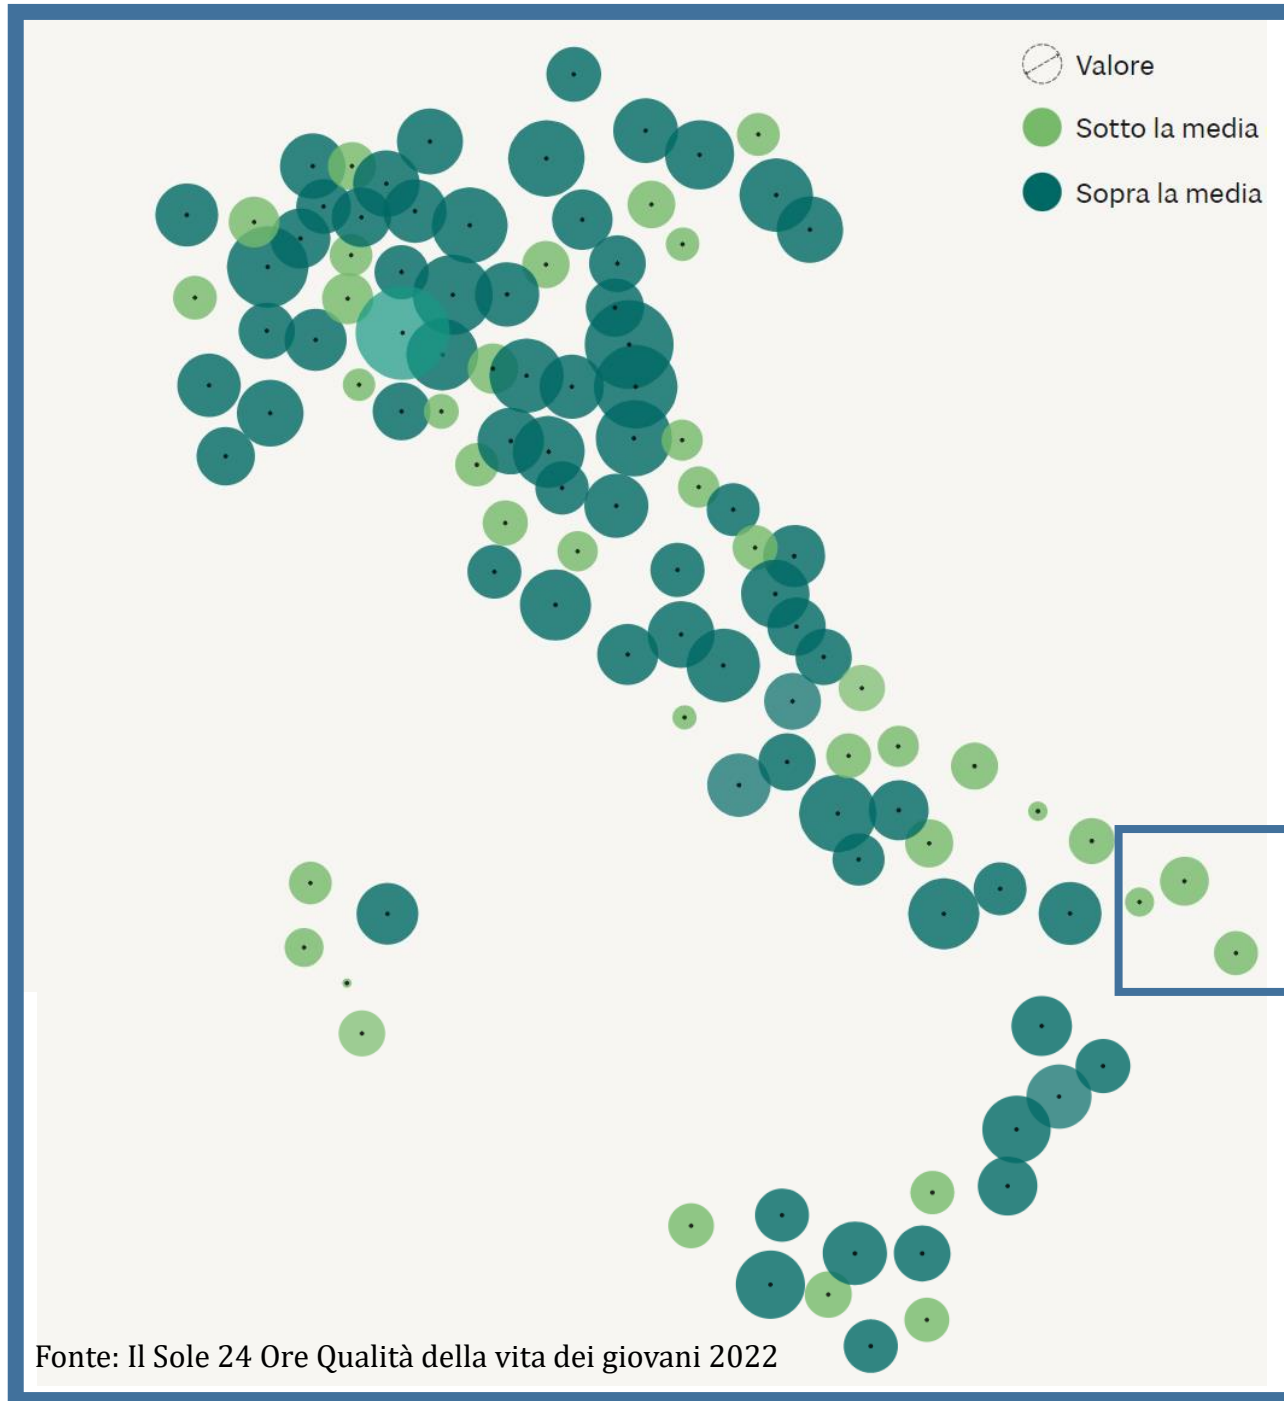 Valore
Sotto la media
Sopra la media
Fonte: Il Sole 24 Ore Qualità della vita dei giovani 2022